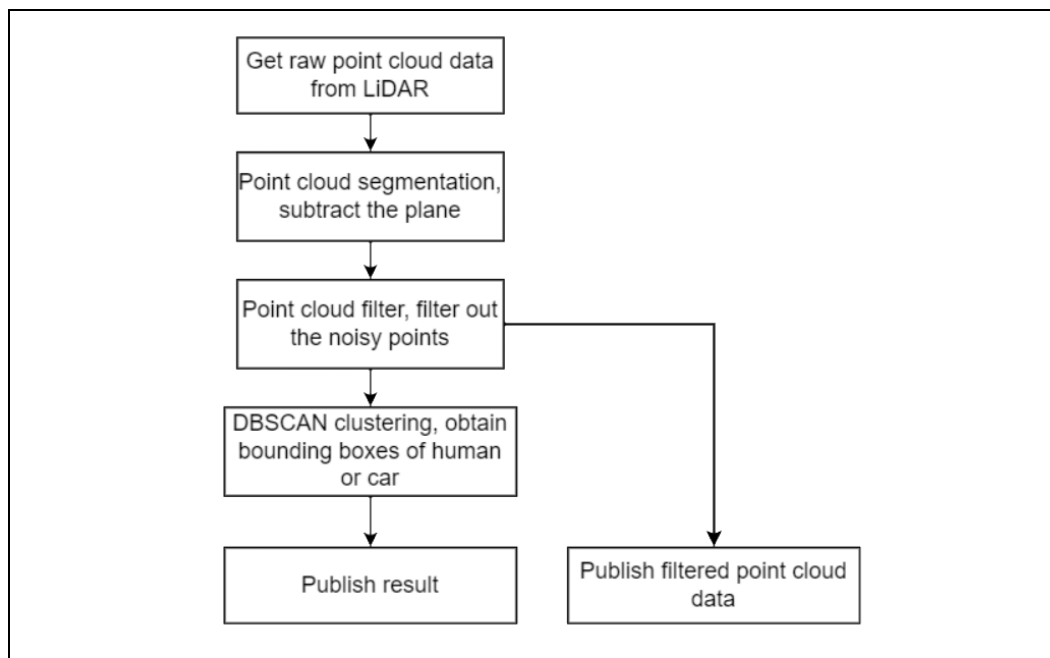 Get raw point cloud data
from LiDAR
Point cloud segmentation,
subtract the plane
Point cloud filter, filter out
the noisy points
DBSCAN clustering, obtain
bounding boxes of human
or car
Publish result
Publish filtered point cloud
data